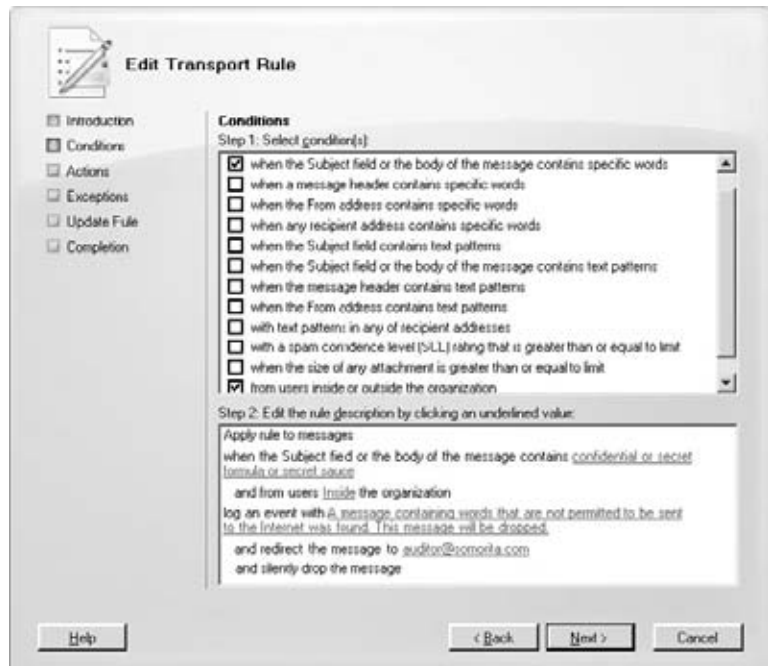 Edit Transport Rule
Introduction
Conditions
Actions
Exceptions
Update Rule
Completion
Conditions
Step 1: Select condition(s):
when the Subject field or the body of the message contains specific words
when a message header contains specific words
when the From address contains specific words
when any recipient address contains specific words
when the Subject field contains text patterns
when the Subject field or the body of the message contains text patterns
when the message header contains text patterns
when the From address contains text patterns
with text patterns in any of recipient addresses
with a spam confidence level (SCL) rating that is greater than or equal to limit
when the size of any attachment is greater than or equal to limit
from users inside or outside the organization
Step 2: Edit the rule description by clicking an underlined value:
Apply rule to messages
when the Subject field or the body of the message contains confidential or secret
formula or secret sauce
and from users Inside the organization
log an event with A message containing words that are not permitted to be sent
to the Internet was found. This message will be dropped.
and redirect the message to auditor@somorita.com
and silently drop the message
Help
< Back
Next >
Cancel